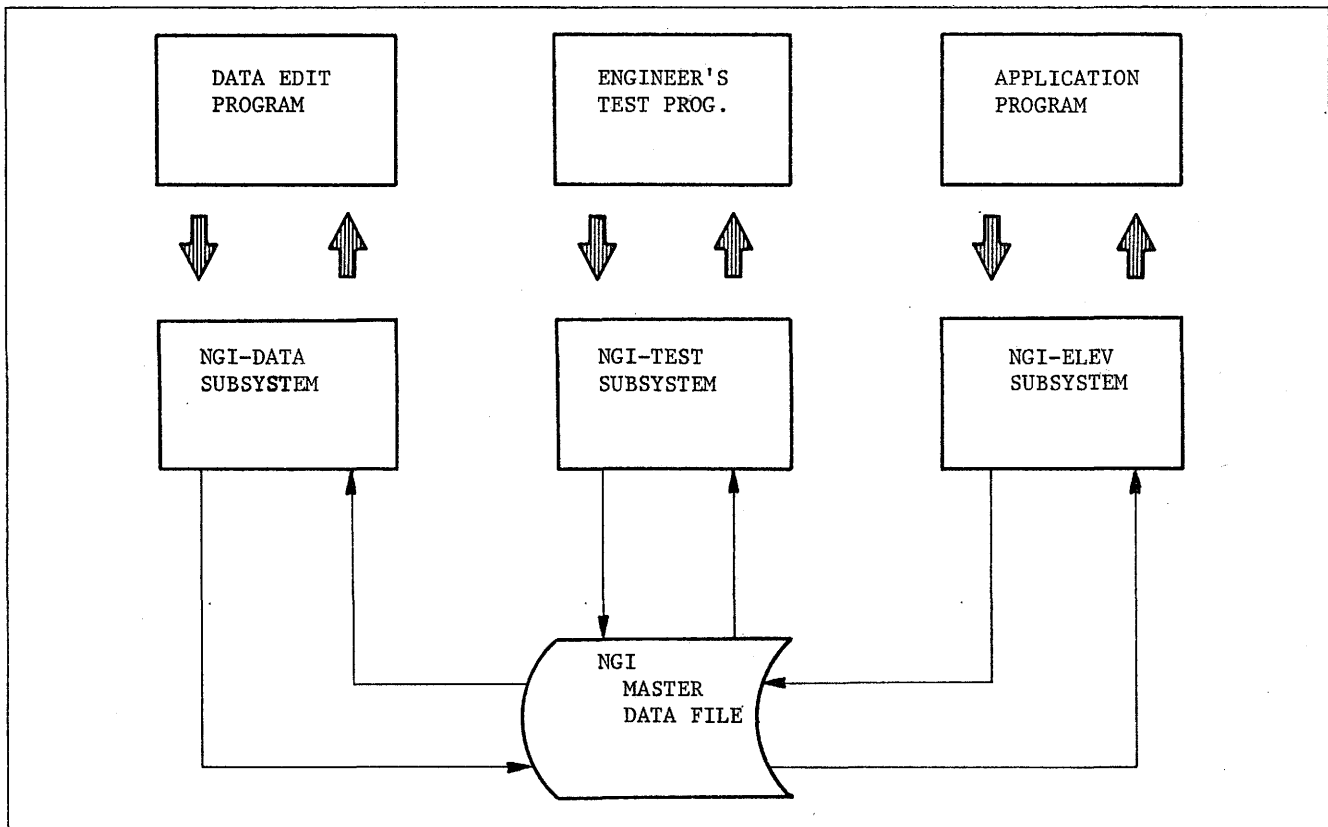 DATA EDIT
PROGRAM
ENGINEER'S
TEST PROG.
APPLICATION
PROGRAM
NGI-DATA
SUBSYSTEM
NGI-TEST
SUBSYSTEM
NGI-ELEV
SUBSYSTEM
NGI
MASTER
DATA FILE